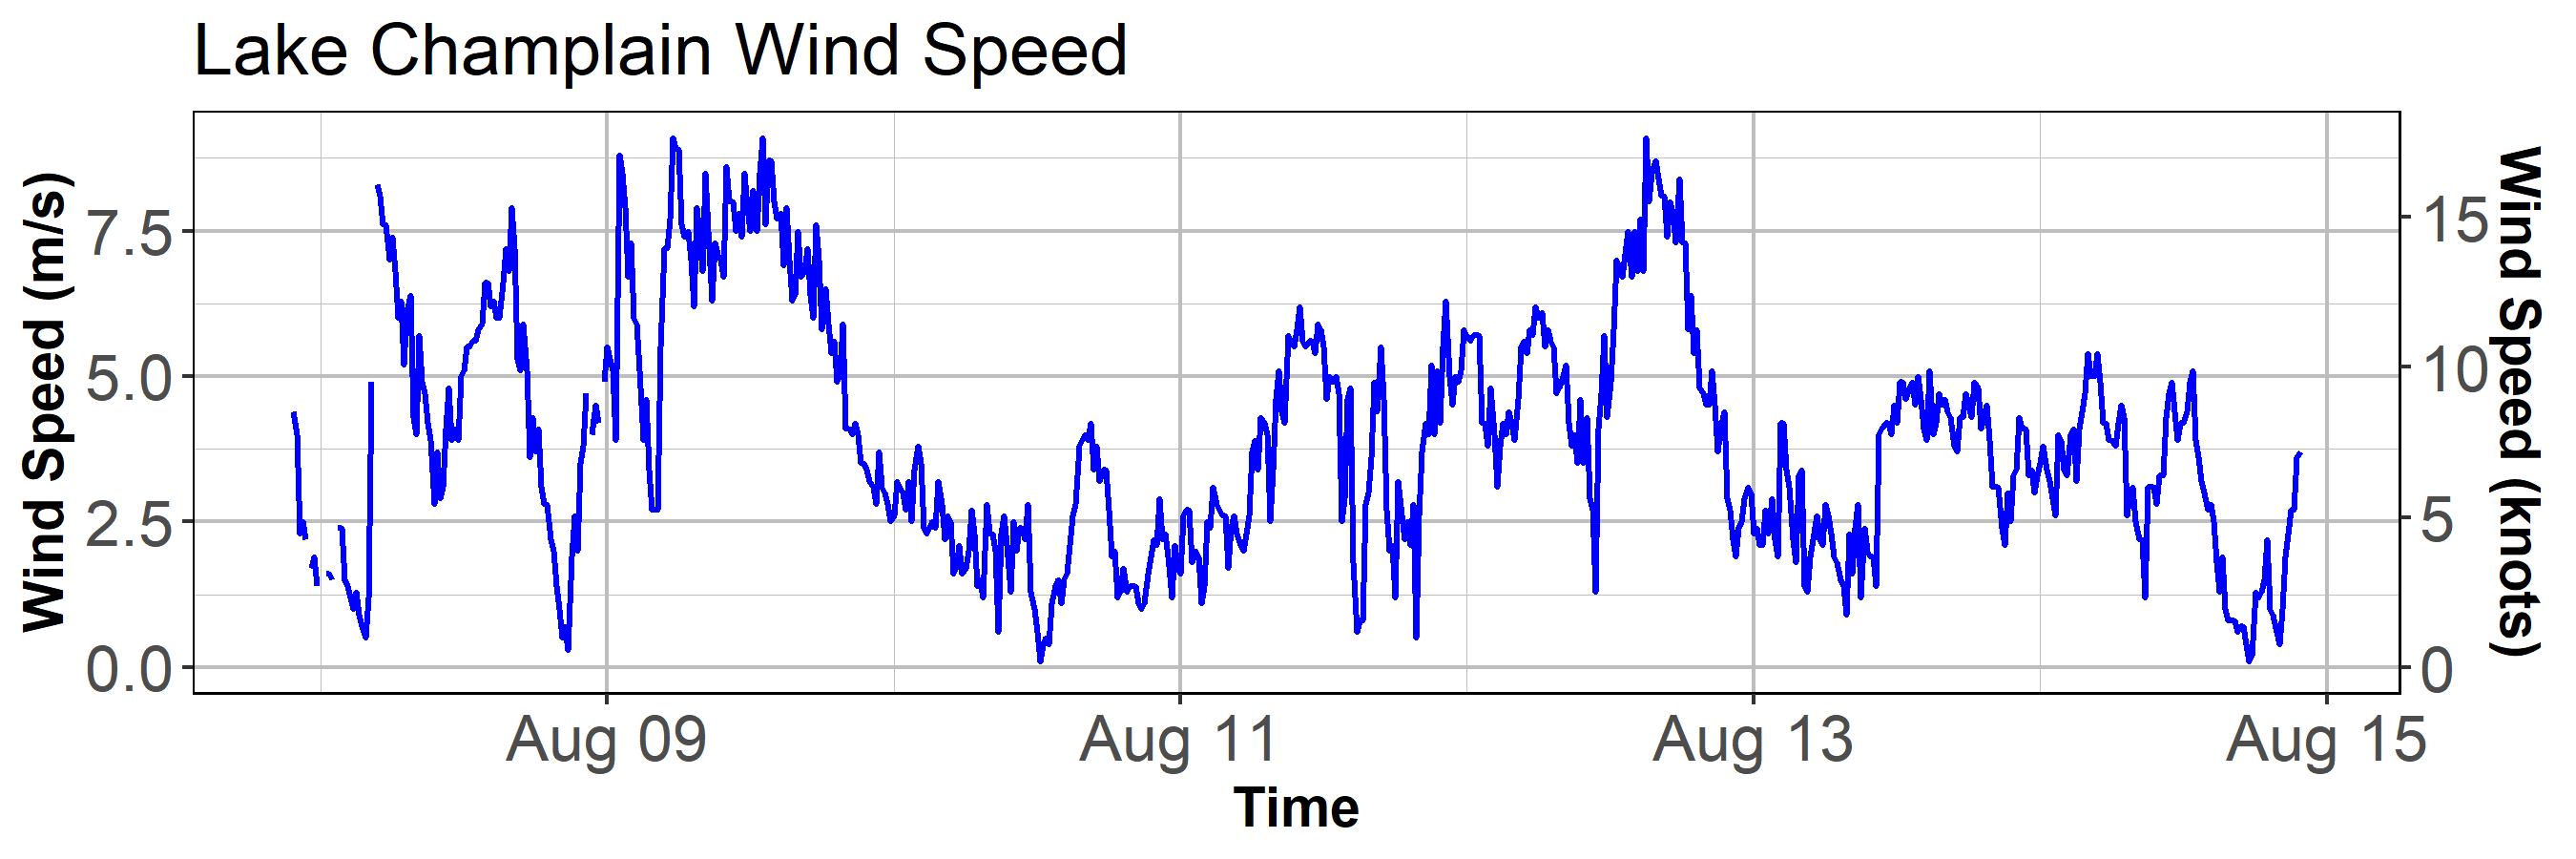 Lake Champlain Wind Speed
Wind Speed (m/s)
7.5
5.0
2.5
0.0
Wind Speed (knots)
15
10
5
0
Aug 09
Aug 11
Aug 13
Aug 15
Time